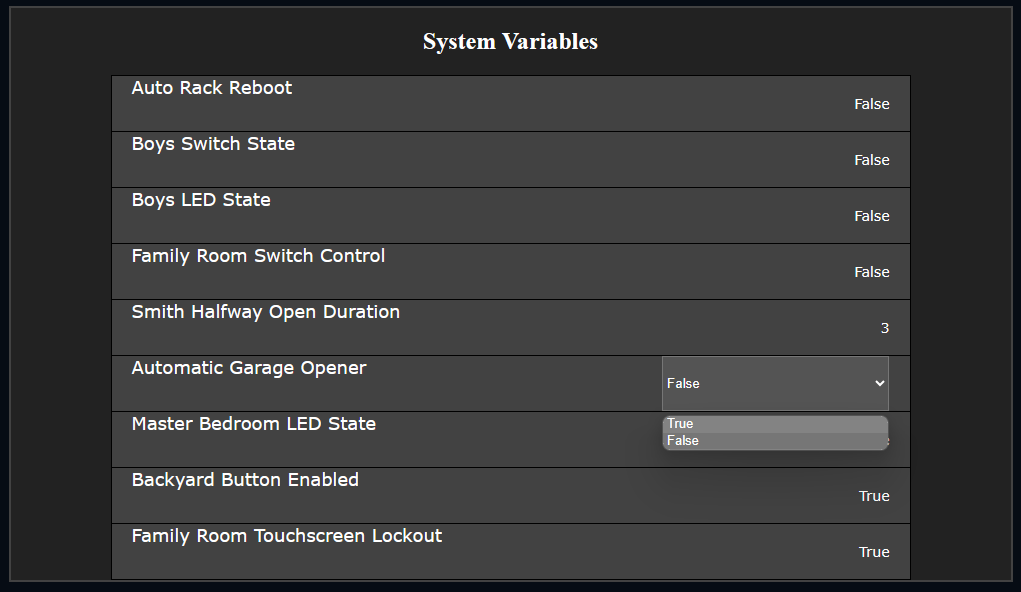 System Variables
Auto Rack Reboot
False
Boys Switch State
False
Boys LED State
False
Family Room Switch Control
False
Smith Halfway Open Duration
3
Automatic Garage Opener
False
True
False
Master Bedroom LED State
Backyard Button Enabled
True
Family Room Touchscreen Lockout
True